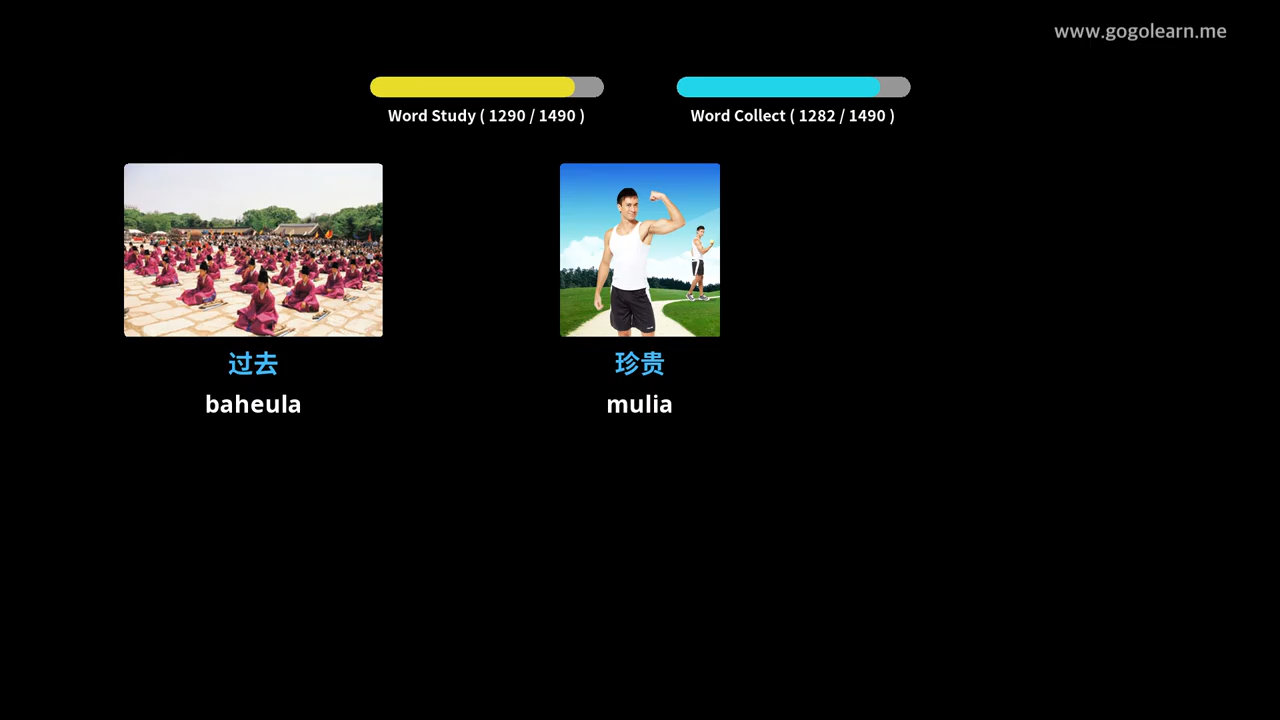 www.gogolearn.me
Word Study ( 1290 / 1490 )
Word Collect ( 1282 / 1490 )
过去
珍贵
baheula
mulia